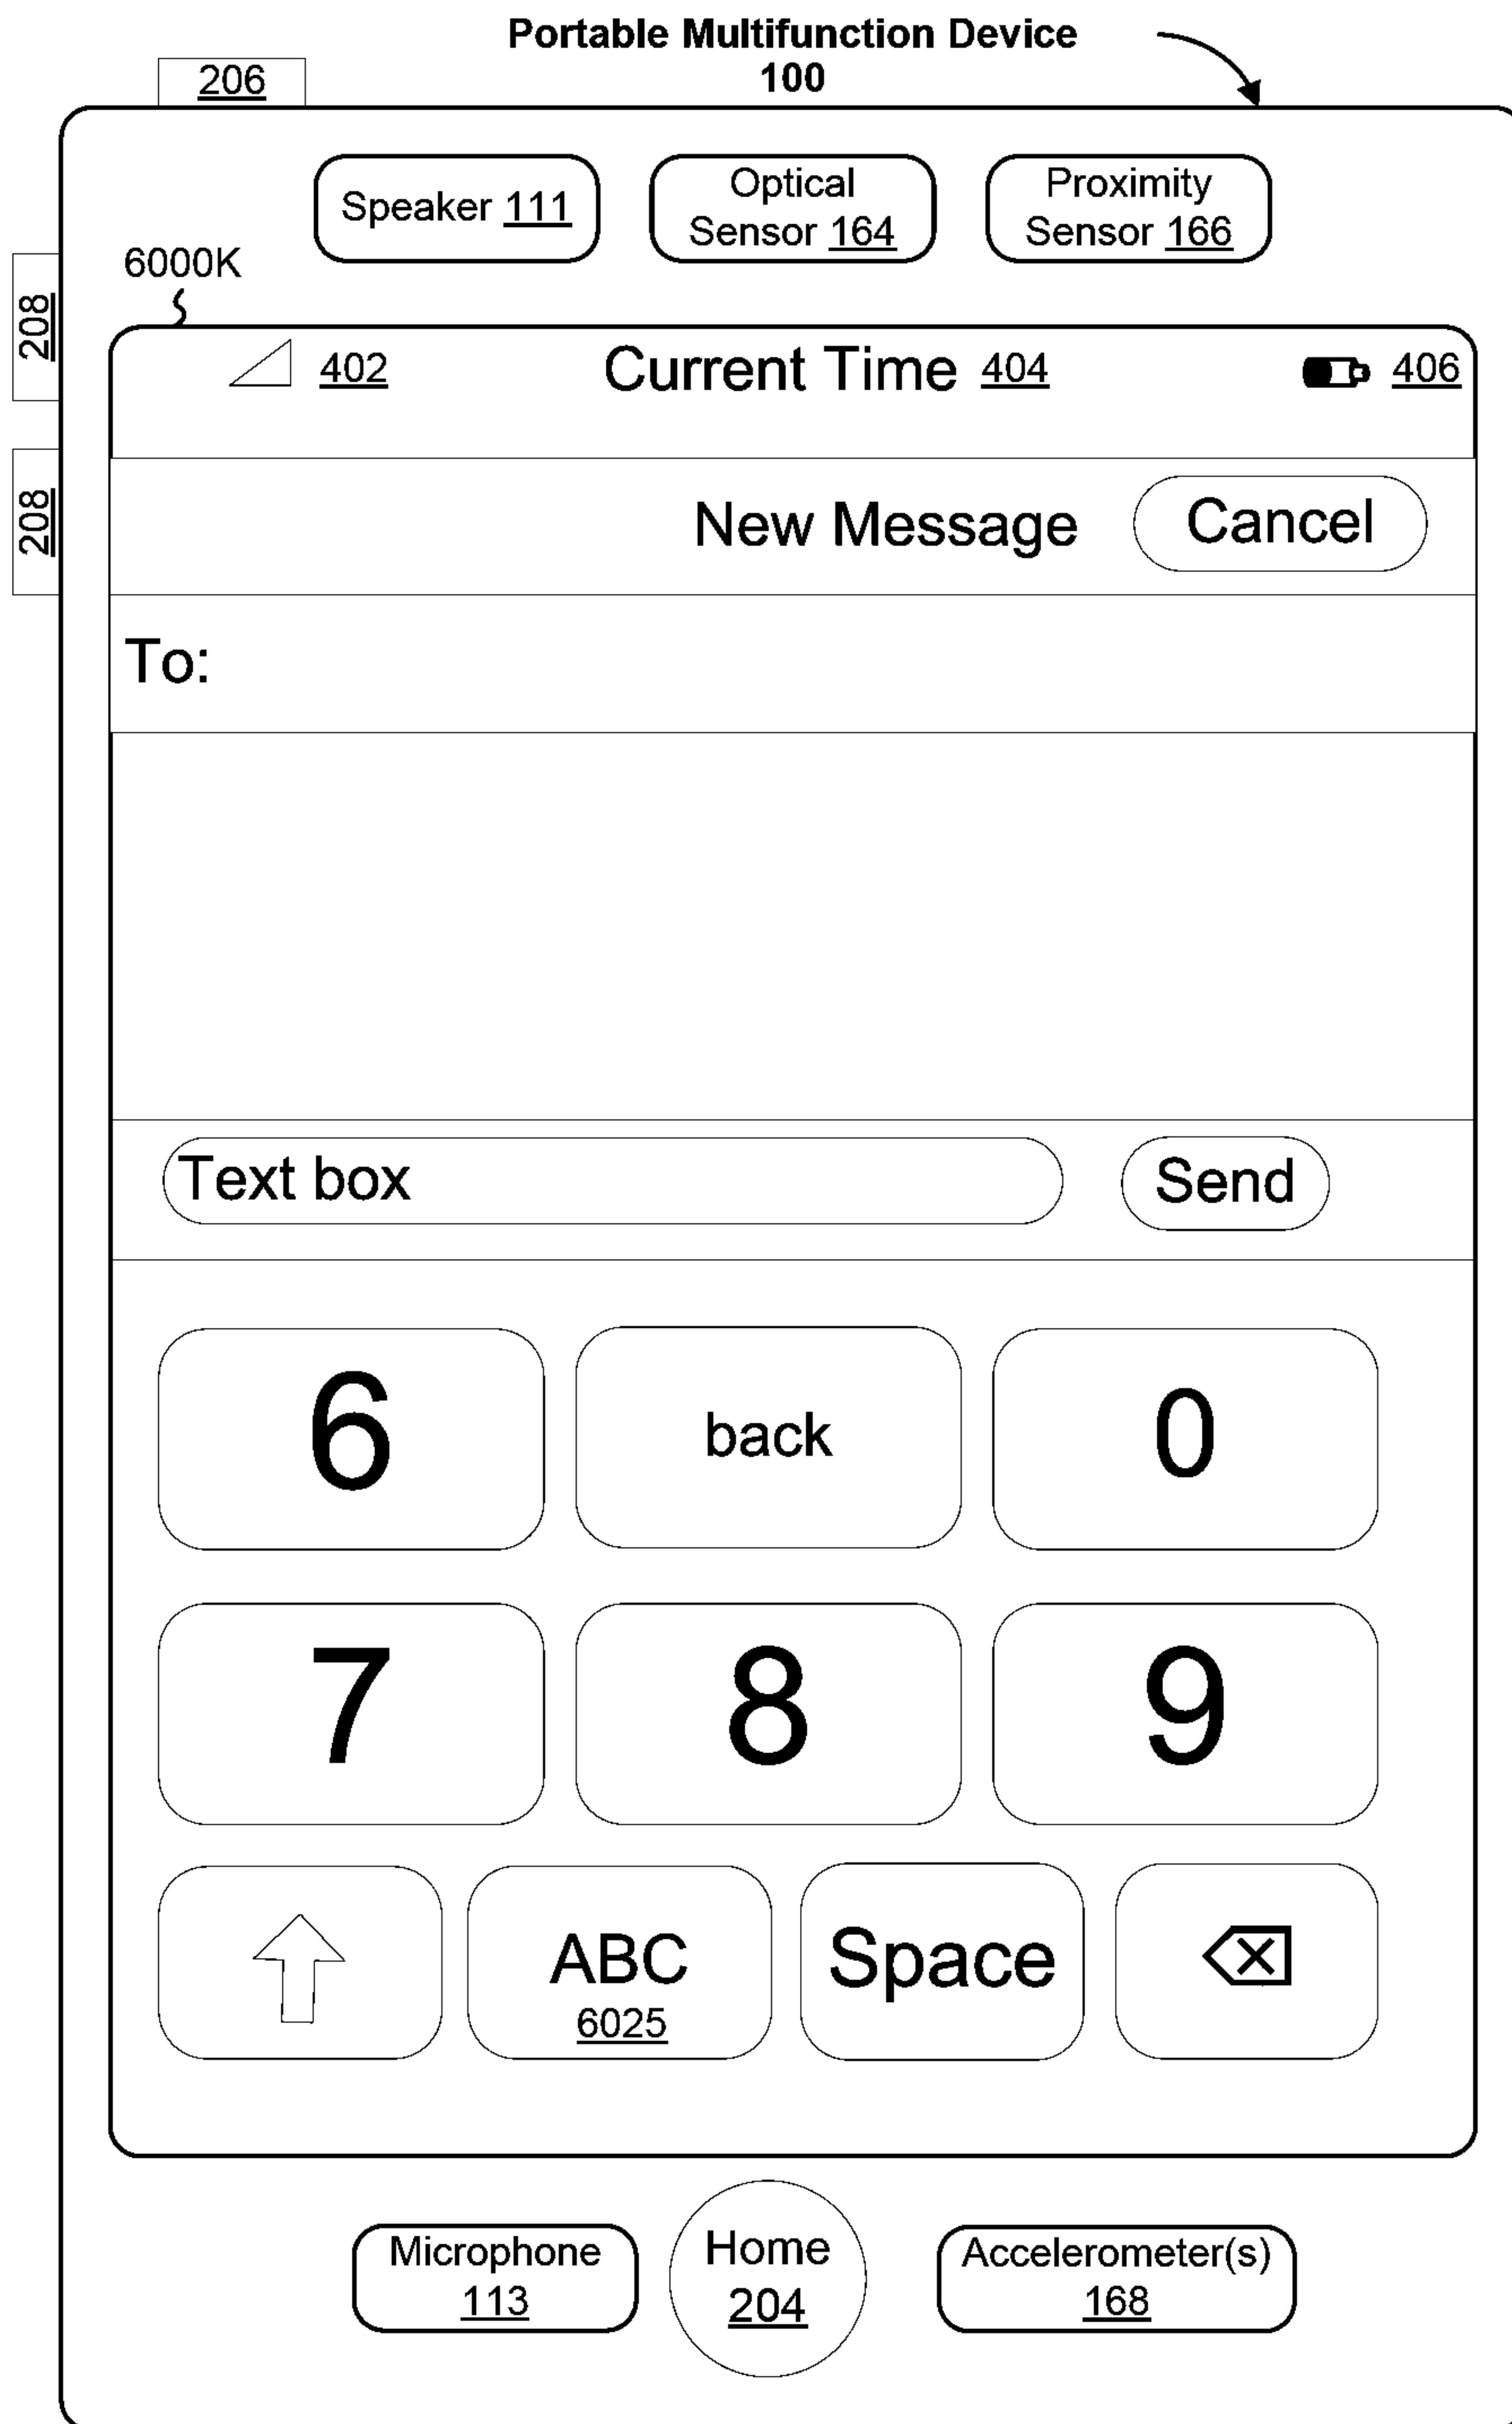 Portable Multifunction Device
100
206
Speaker 111
Optical
Sensor 164
Proximity
Sensor 166
6000K
208
208
402
Current Time 404
406
New Message
Cancel
To:
Text box
Send
6
back
0
7
8
9
ABC
6025
Space
Microphone
113
Home
204
Accelerometer(s)
168